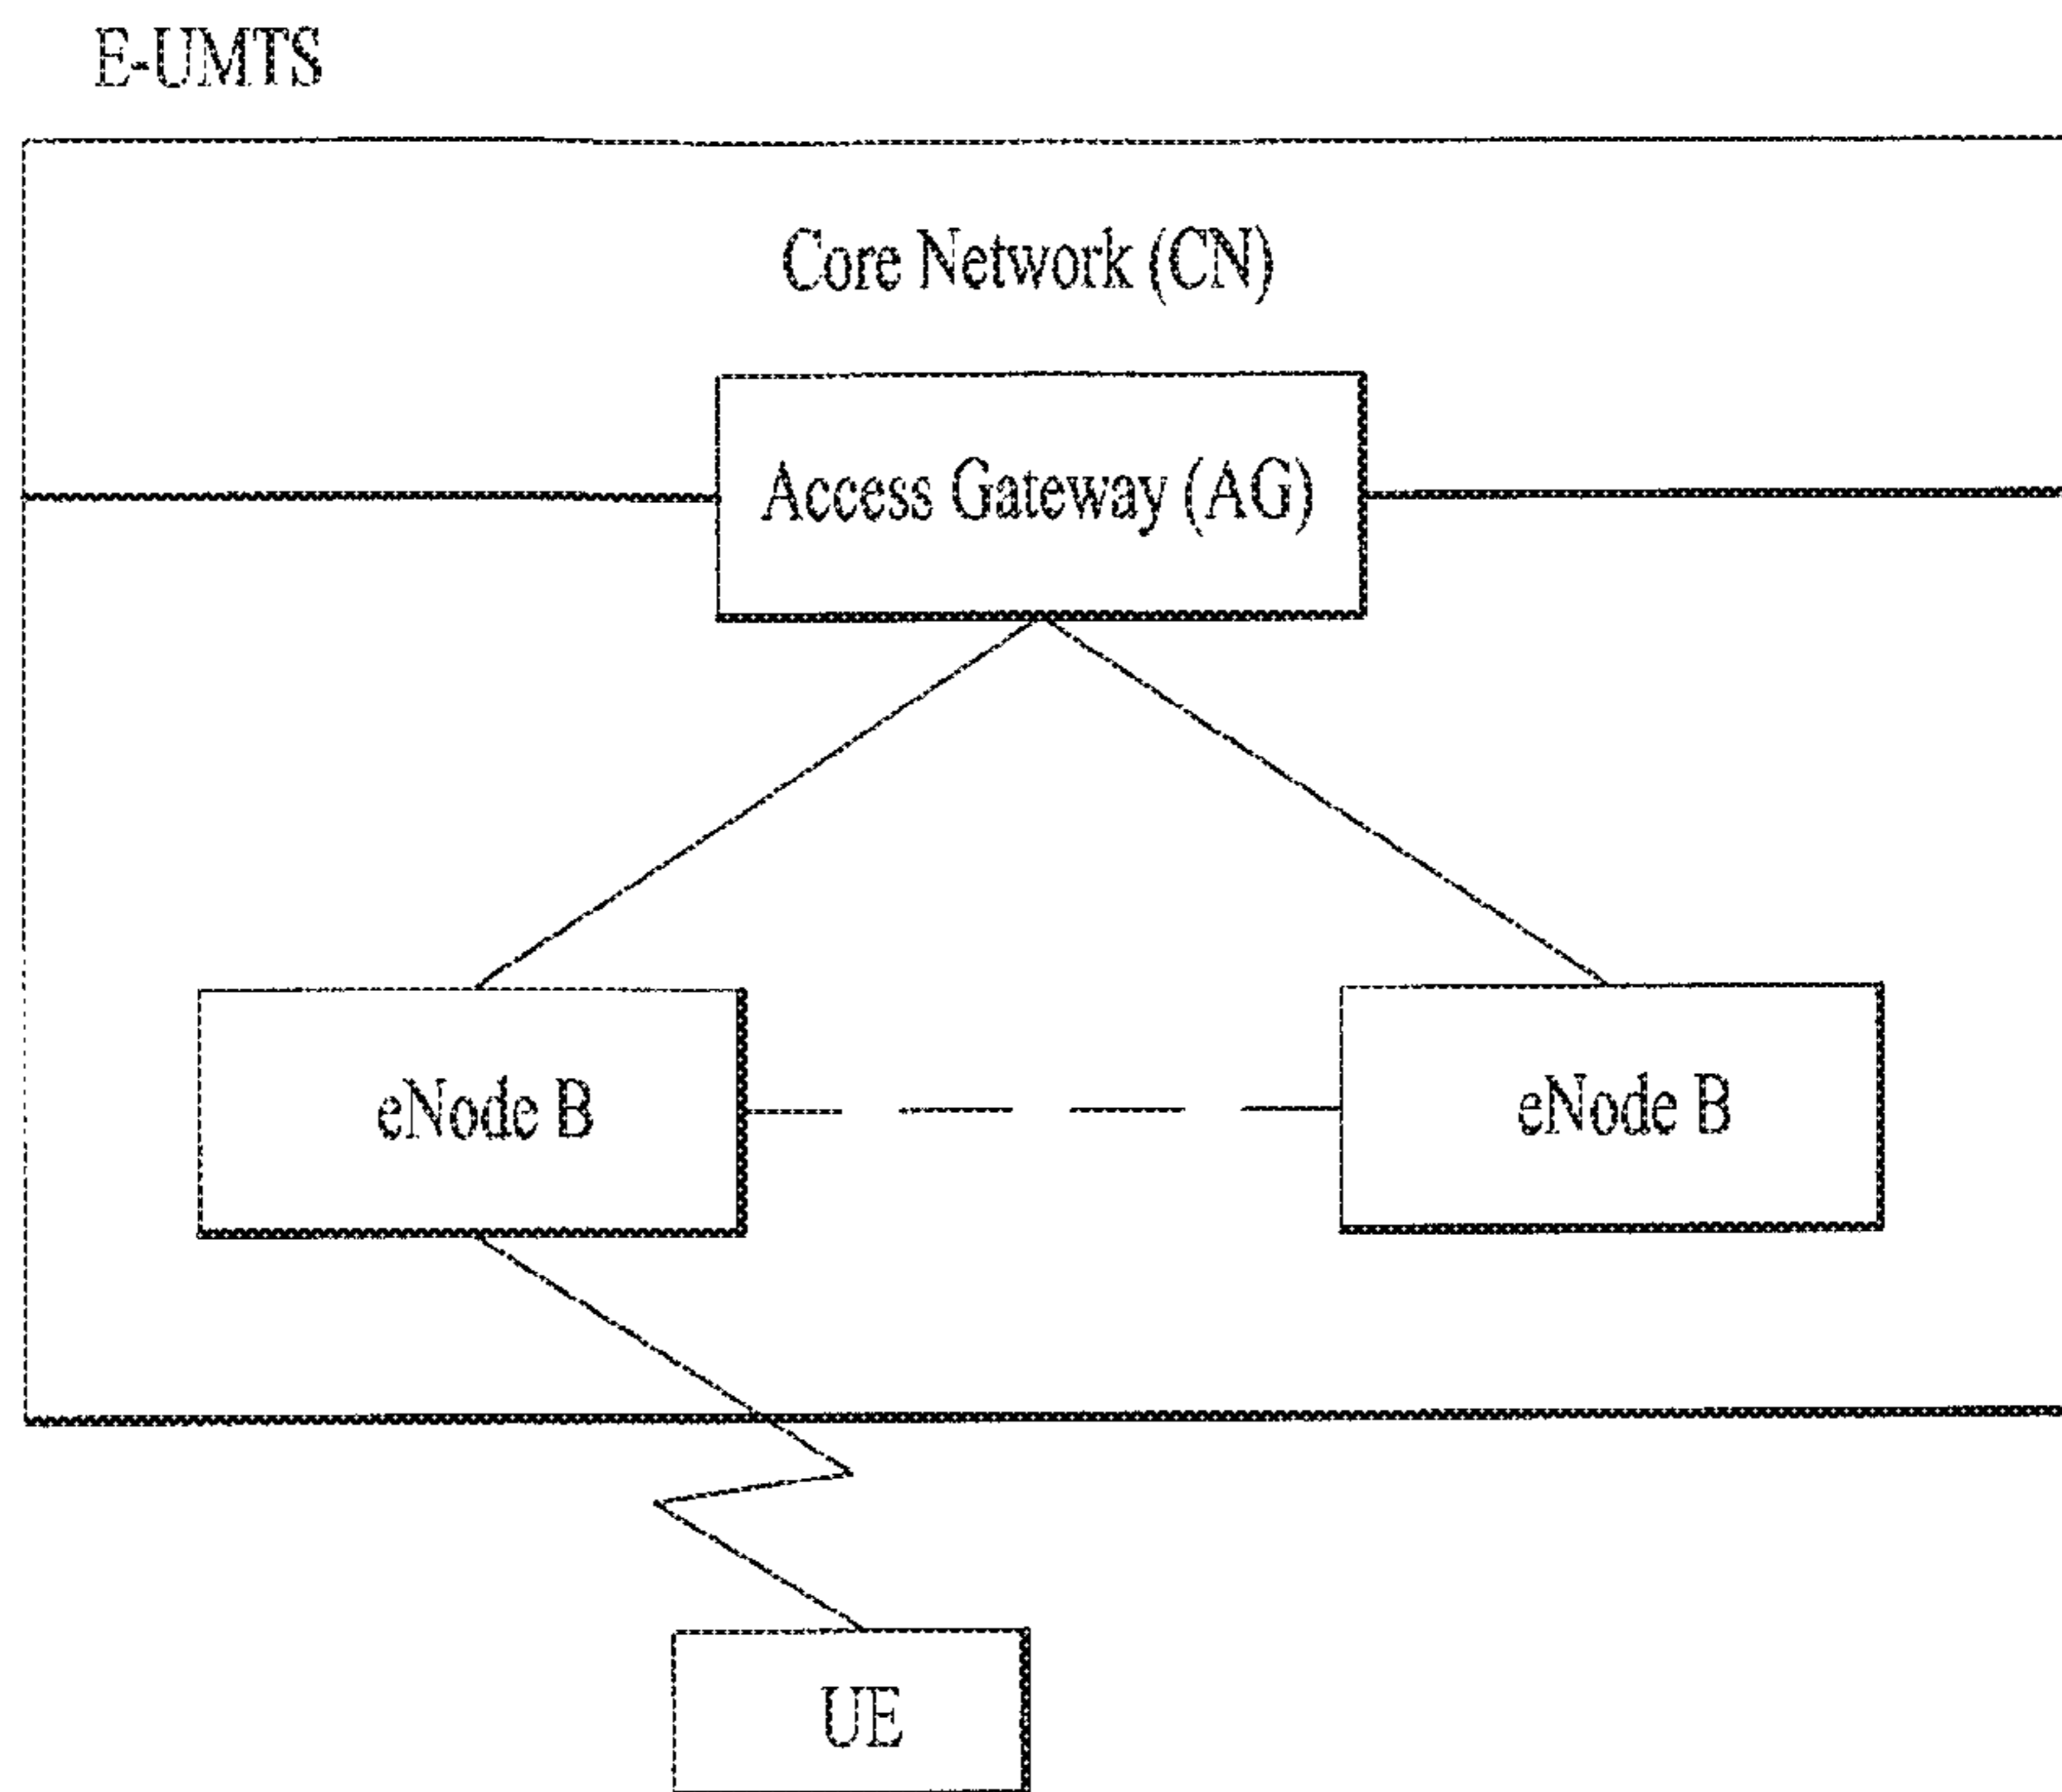 E-UMTS
Core Network (CN)
Access Gateway (AG)
eNode B
eNode B
UE